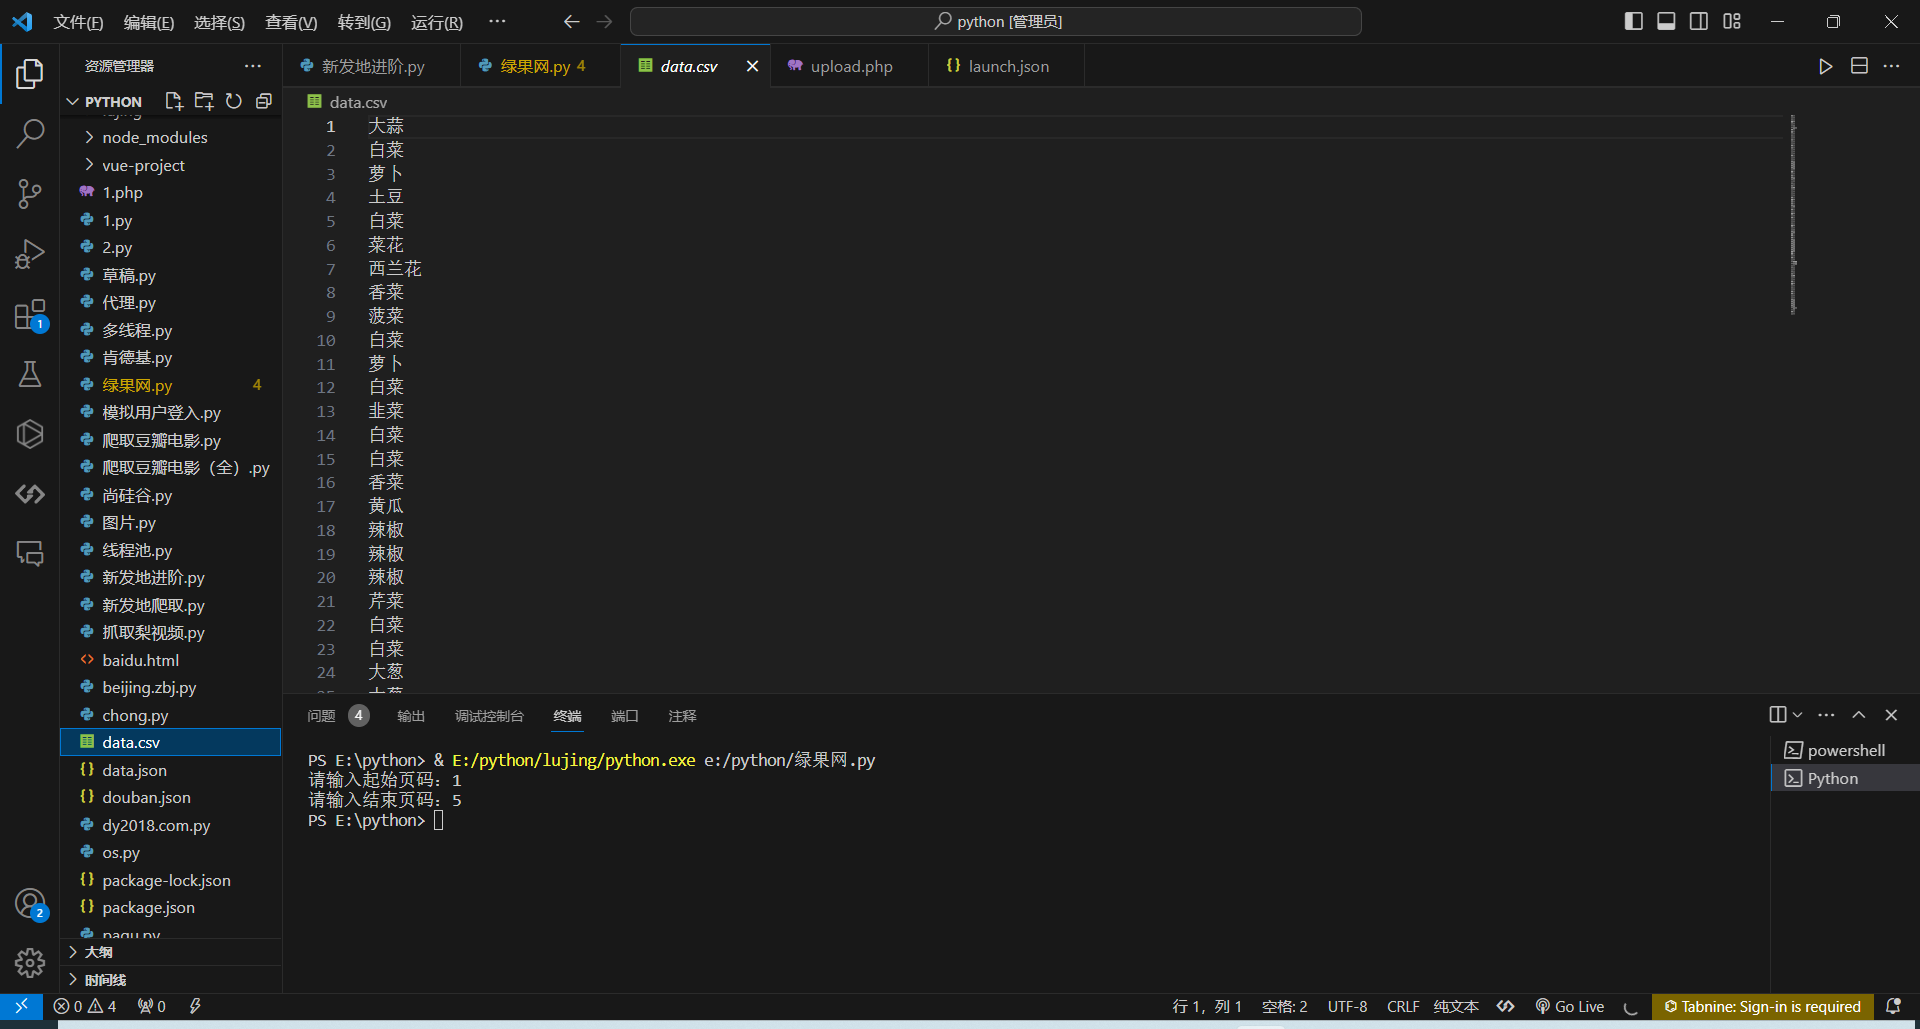 文件(F) 编辑(E) 选择(S) 查看(V) 转到(G) 运行(R) ··· python [管理员]
资源管理器 ···
新发地进阶.py 绿果网.py 4 data.csv upload.php launch.json
PYTHON
data.csv
node_modules
vue-project
1.php
1.py
2.py
草稿.py
代理.py
多线程.py
肯德基.py
绿果网.py 4
模拟用户登入.py
爬取豆瓣电影.py
爬取豆瓣电影（全）.py
尚硅谷.py
图片.py
线程池.py
新发地进阶.py
新发地爬取.py
抓取梨视频.py
baidu.html
beijing.zbj.py
chong.py
data.csv
data.json
douban.json
dy2018.com.py
os.py
package-lock.json
package.json
paqu.py
大纲
时间线
1
2
1 大蒜
2 白菜
3 萝卜
4 土豆
5 白菜
6 菜花
7 西兰花
8 香菜
9 菠菜
10 白菜
11 萝卜
12 白菜
13 韭菜
14 白菜
15 白菜
16 香菜
17 黄瓜
18 辣椒
19 辣椒
20 辣椒
21 芹菜
22 白菜
23 白菜
24 大葱
问题 4 输出 调试控制台 终端 端口 注释
PS E:\python> & E:/python/lujing/python.exe e:/python/绿果网.py
请输入起始页码: 1
请输入结束页码: 5
PS E:\python>
powershell
Python
0 4 0 行 1，列 1 空格: 2 UTF-8 CRLF 纯文本 Go Live Tabnine: Sign-in is required